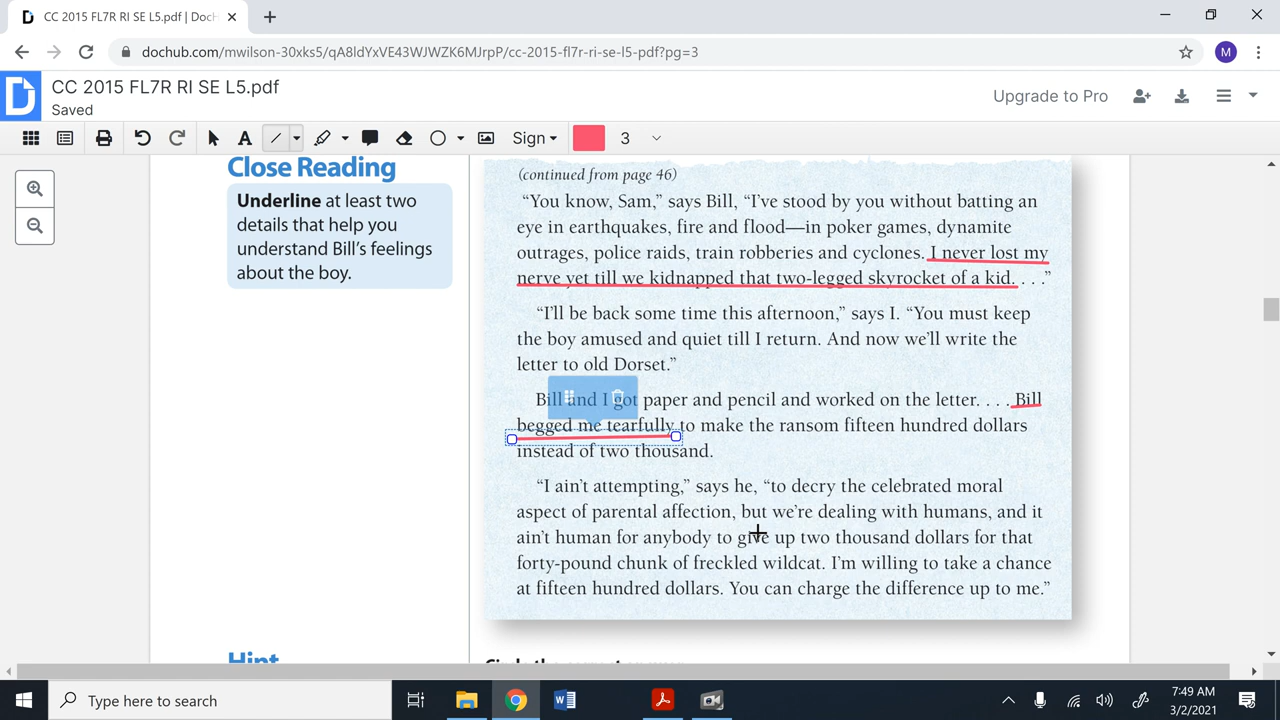 CC 2015 FL7R RI SE L5.pdf | Doc
dochub.com/mwilson-30xks5/qA8ldYxVE43WJWZK6MJrpP/cc-2015-fl7r-ri-se-l5-pdf?pg=3
M
CC 2015 FL7R RI SE L5.pdf
Saved
Upgrade to Pro
A
Sign
3
Close Reading
Underline at least two
details that help you
understand Bill's feelings
about the boy.
(continued from page 46)
"You know, Sam," says Bill, "I've stood by you without batting an
eye in earthquakes, fire and flood—in poker games, dynamite
outrages, police raids, train robberies and cyclones. I never lost my
nerve yet till we kidnapped that two-legged skyrocket of a kid. . . ."
"I'll be back some time this afternoon," says I. "You must keep
the boy amused and quiet till I return. And now we'll write the
letter to old Dorset."
Bill and I got paper and pencil and worked on the letter. . . . Bill
begged me tearfully to make the ransom fifteen hundred dollars
instead of two thousand.
"I ain't attempting," says he, "to decry the celebrated moral
aspect of parental affection, but we're dealing with humans, and it
ain't human for anybody to give up two thousand dollars for that
forty-pound chunk of freckled wildcat. I'm willing to take a chance
at fifteen hundred dollars. You can charge the difference up to me."
Hint
Type here to search
7:49 AM
3/2/2021